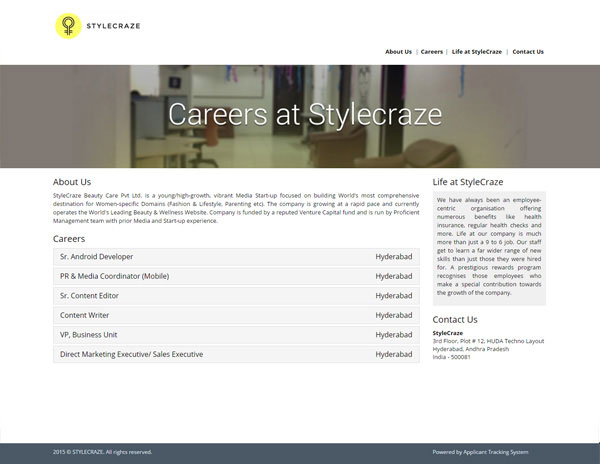 STYLECRAZE
About Us | Careers | Life at StyleCraze | Contact Us
Careers at Stylecraze
About Us
StyleCraze Beauty Care Pvt Ltd. is a young/high-growth, vibrant Media Start-up focused on building World's most comprehensive
destination for Women-specific Domains (Fashion & Lifestyle, Parenting etc). The company is growing at a rapid pace and currently
operates the World's Leading Beauty & Wellness Website. Company is funded by a reputed Venture Capital fund and is run by Proficient
Management team with prior Media and Start-up experience.
Careers
Sr. Android Developer Hyderabad
PR & Media Coordinator (Mobile) Hyderabad
Sr. Content Editor Hyderabad
Content Writer Hyderabad
VP, Business Unit Hyderabad
Direct Marketing Executive/ Sales Executive Hyderabad
Life at StyleCraze
We have always been an employee-
centric organisation offering
numerous benefits like health
insurance, regular health checks and
more. Life at our company is much
more than just a 9 to 6 job. Our staff
get to learn a far wider range of new
skills than just those they were hired
for. A prestigious rewards program
recognises those employees who
make a special contribution towards
the growth of the company.
Contact Us
StyleCraze
3rd Floor, Plot # 12, HUDA Techno Layout
Hyderabad, Andhra Pradesh
India - 500081
2015 © STYLECRAZE. All rights reserved.
Powered by Applicant Tracking System